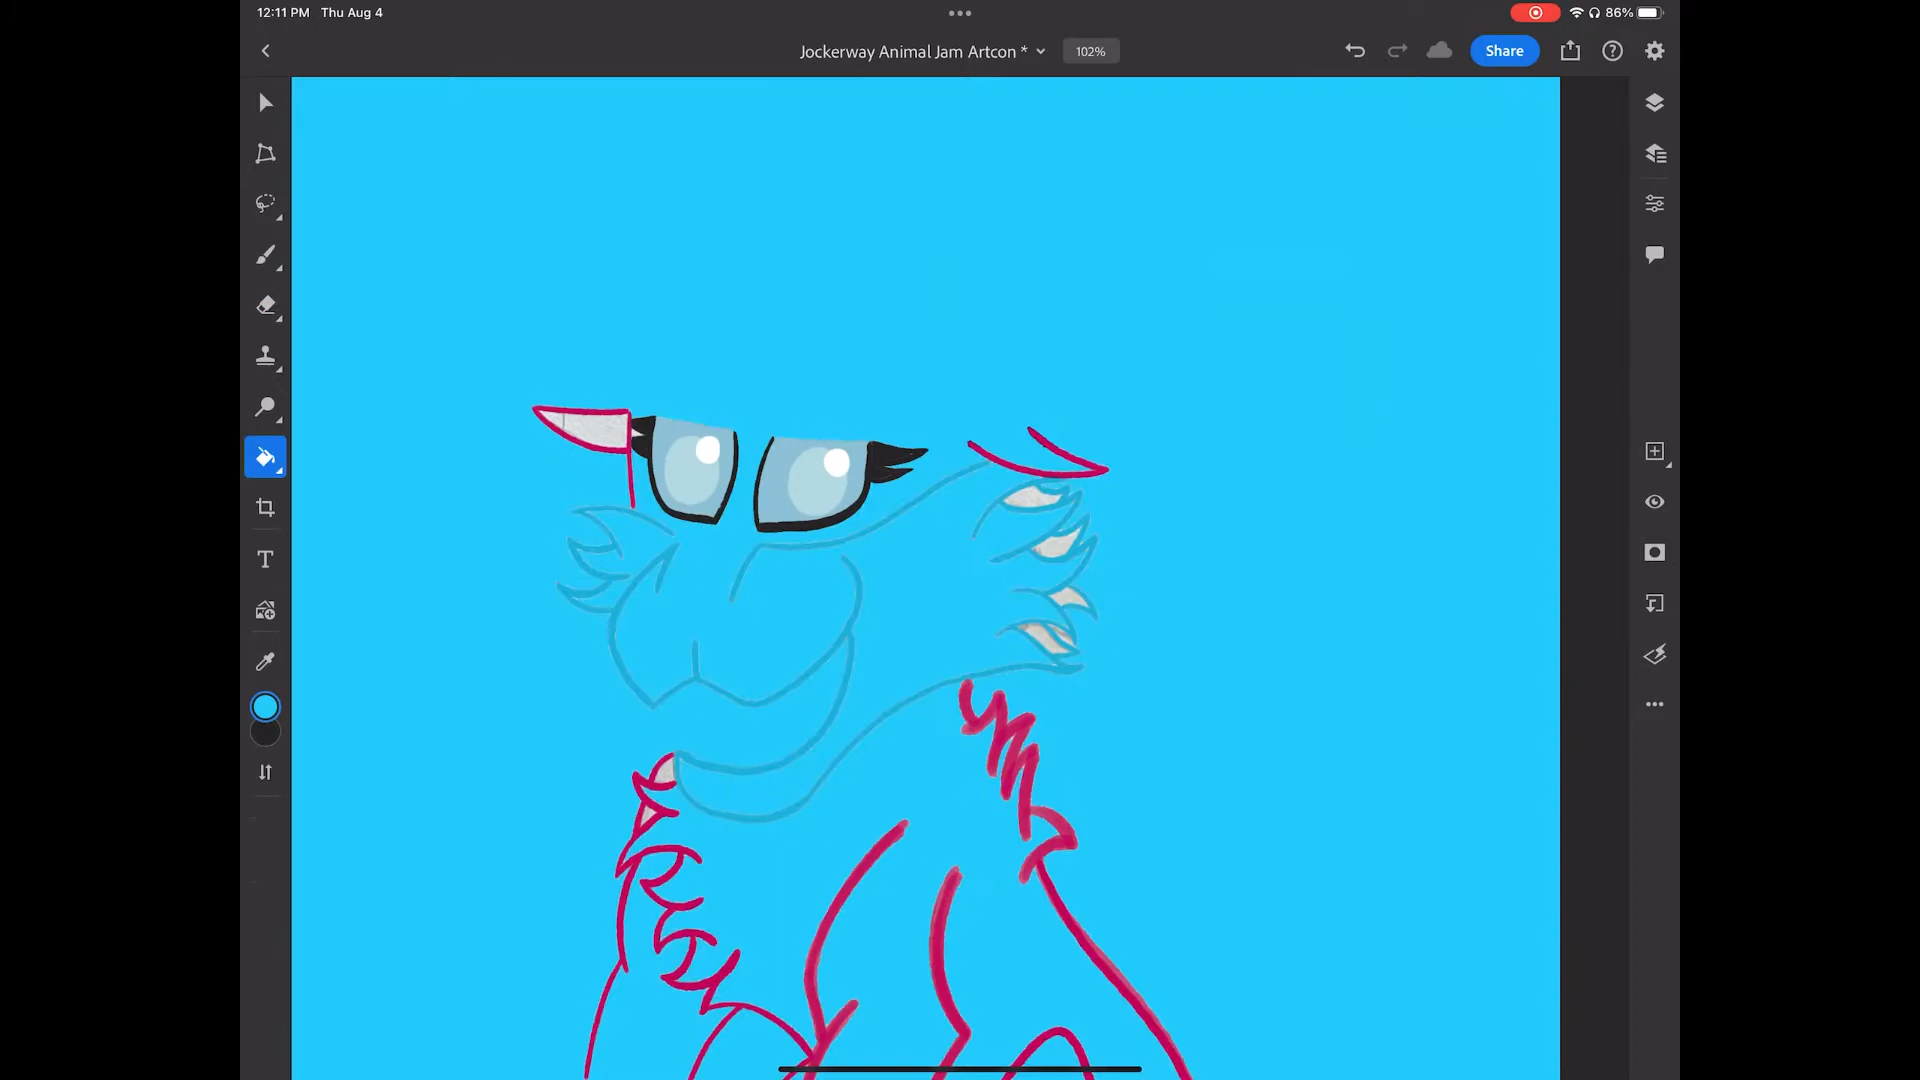 12:11 PM Thu Aug 4
86%
Jockerway Animal Jam Artcon *
102%
Share
T